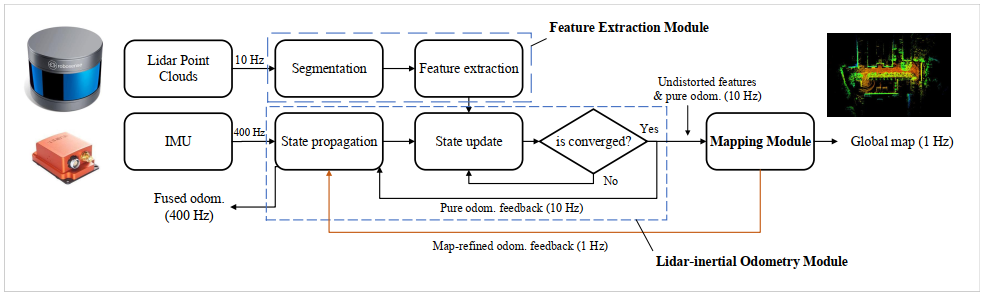 Feature Extraction Module
Lidar Point
Clouds
10 Hz
Segmentation
Feature extraction
Undistorted features
& pure odom. (10 Hz)
IMU
400 Hz
State propagation
State update
is converged?
Yes
No
Mapping Module
Global map (1 Hz)
Fused odom.
(400 Hz)
Pure odom. feedback (10 Hz)
Map-refined odom. feedback (1 Hz)
Lidar-inertial Odometry Module